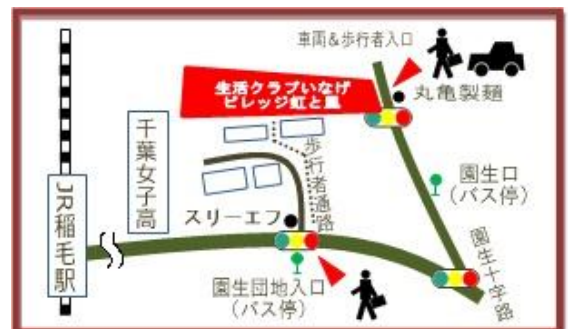 車両&歩行者入口
生活クラブいなげ
ビレッジ虹と風
丸亀製麺
千葉女子高
歩行者通路
園生口
(バス停)
スリーエフ
JR稲毛駅
園生団地入口
(バス停)
園生十字路